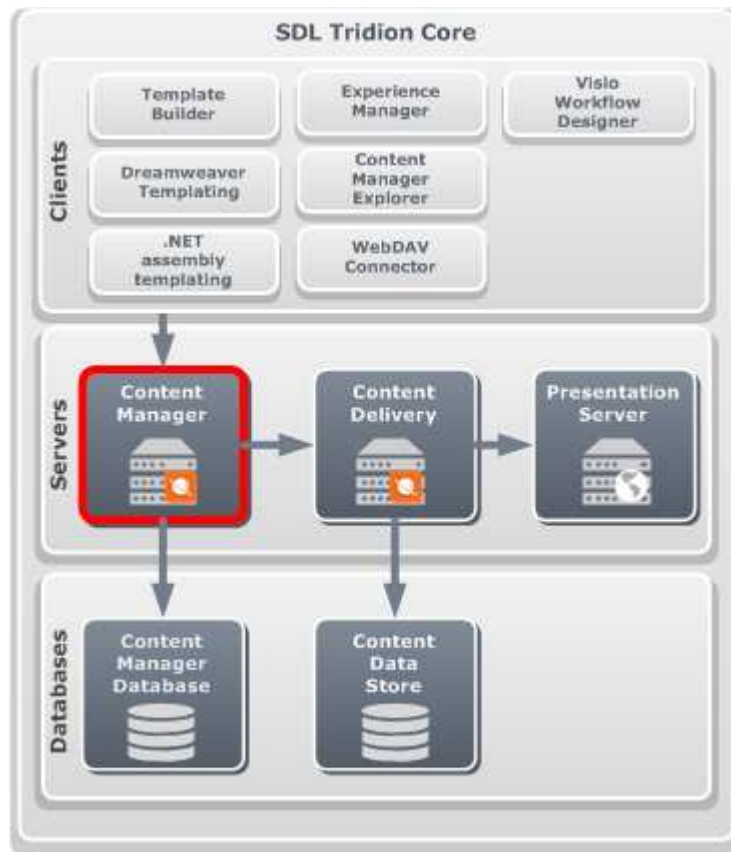 SDL Tridion Core
Clients
Template
Builder
Experience
Manager
Visio
Workflow
Designer
Dreamweaver
Templating
Content
Manager
Explorer
.NET
assembly
templating
WebDAV
Connector
Servers
Content
Manager
Content
Delivery
Presentation
Server
Databases
Content
Manager
Database
Content
Data
Store